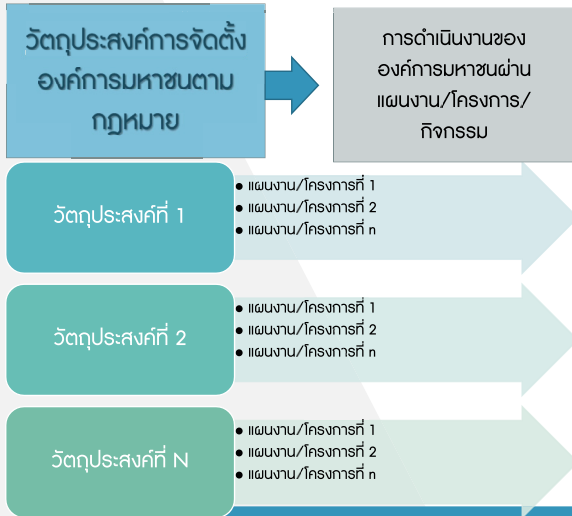 วัตถุประสงค์การจัดตั้ง
องค์การมหาชนตาม
กฎหมาย
การดำเนินงานของ
องค์การมหาชนผ่าน
แผนงาน/โครงการ/
กิจกรรม
วัตถุประสงค์ที่ 1
• แผนงาน/โครงการที่ 1
• แผนงาน/โครงการที่ 2
• แผนงาน/โครงการที่ n
วัตถุประสงค์ที่ 2
• แผนงาน/โครงการที่ 1
• แผนงาน/โครงการที่ 2
• แผนงาน/โครงการที่ n
วัตถุประสงค์ที่ N
• แผนงาน/โครงการที่ 1
• แผนงาน/โครงการที่ 2
• แผนงาน/โครงการที่ n